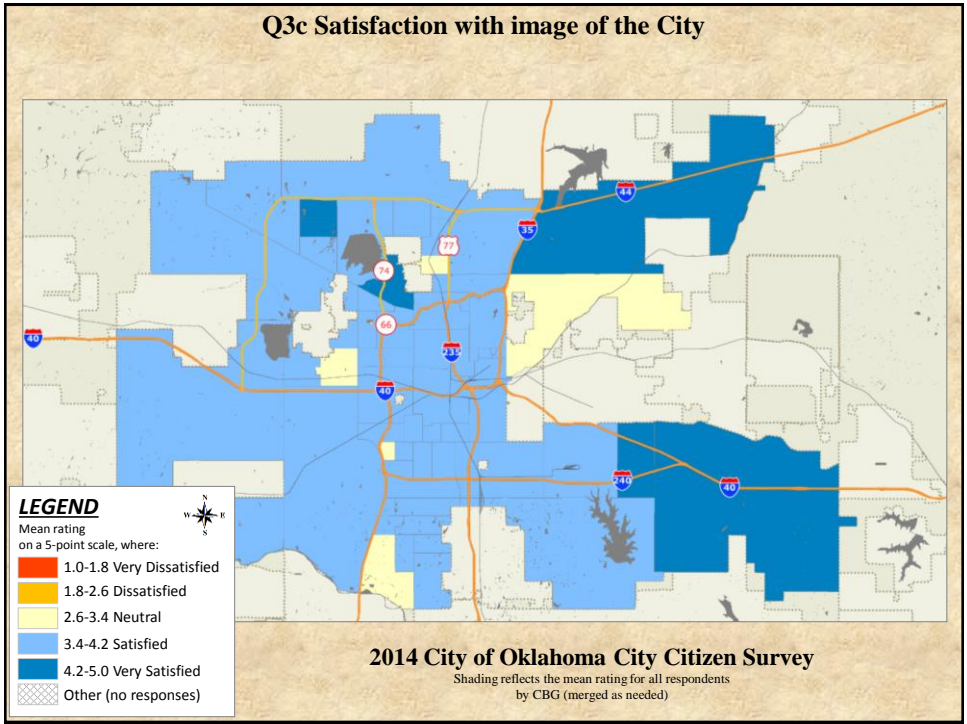 Q3c Satisfaction with image of the City
44
35
77
74
66
40
235
40
240
40
LEGEND
N
W E
S
Mean rating
on a 5-point scale, where:
1.0-1.8 Very Dissatisfied
1.8-2.6 Dissatisfied
2.6-3.4 Neutral
3.4-4.2 Satisfied
4.2-5.0 Very Satisfied
Other (no responses)
2014 City of Oklahoma City Citizen Survey
Shading reflects the mean rating for all respondents
by CBG (merged as needed)